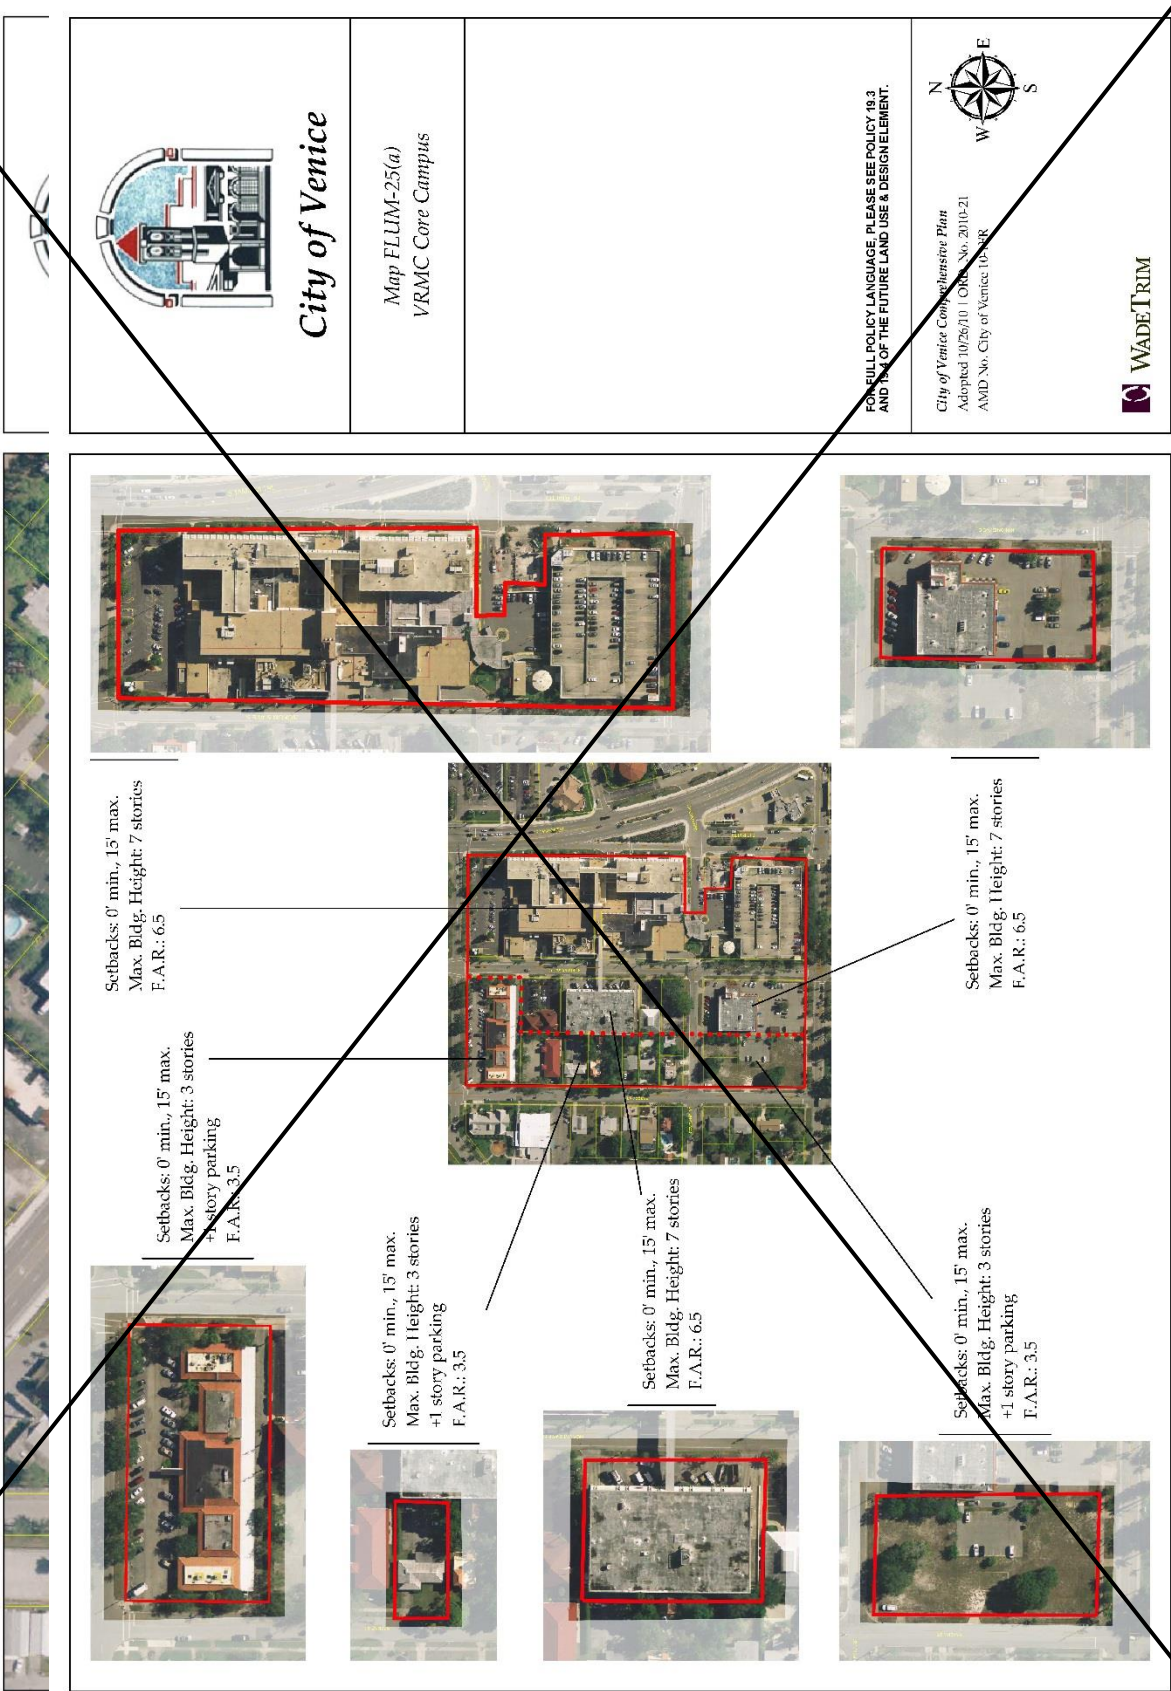 City of Venice
Map FLUM-25(a)
VRMC Core Campus
FOR FULL POLICY LANGUAGE, PLEASE SEE POLICY 19.3
AND 19.4 OF THE FUTURE LAND USE & DESIGN ELEMENT.
City of Venice Comprehensive Plan
Adopted 10/26/10 | ORD. No. 2010-21
AMD No. City of Venice
N
E
S
W
WADETRIM
Setbacks: 0' min., 15' max.
Max. Bldg. Height: 7 stories
F.A.R.: 6.5
Setbacks: 0' min., 15' max.
Max. Bldg. Height: 3 stories
+1 story parking
F.A.R.: 3.5
Setbacks: 0' min., 15' max.
Max. Bldg. Height: 3 stories
+1 story parking
F.A.R.: 3.5
Setbacks: 0' min., 15' max.
Max. Bldg. Height: 7 stories
F.A.R.: 6.5
Setbacks: 0' min., 15' max.
Max. Bldg. Height: 7 stories
F.A.R.: 6.5
Setbacks: 0' min., 15' max.
Max. Bldg. Height: 3 stories
+1 story parking
F.A.R.: 3.5